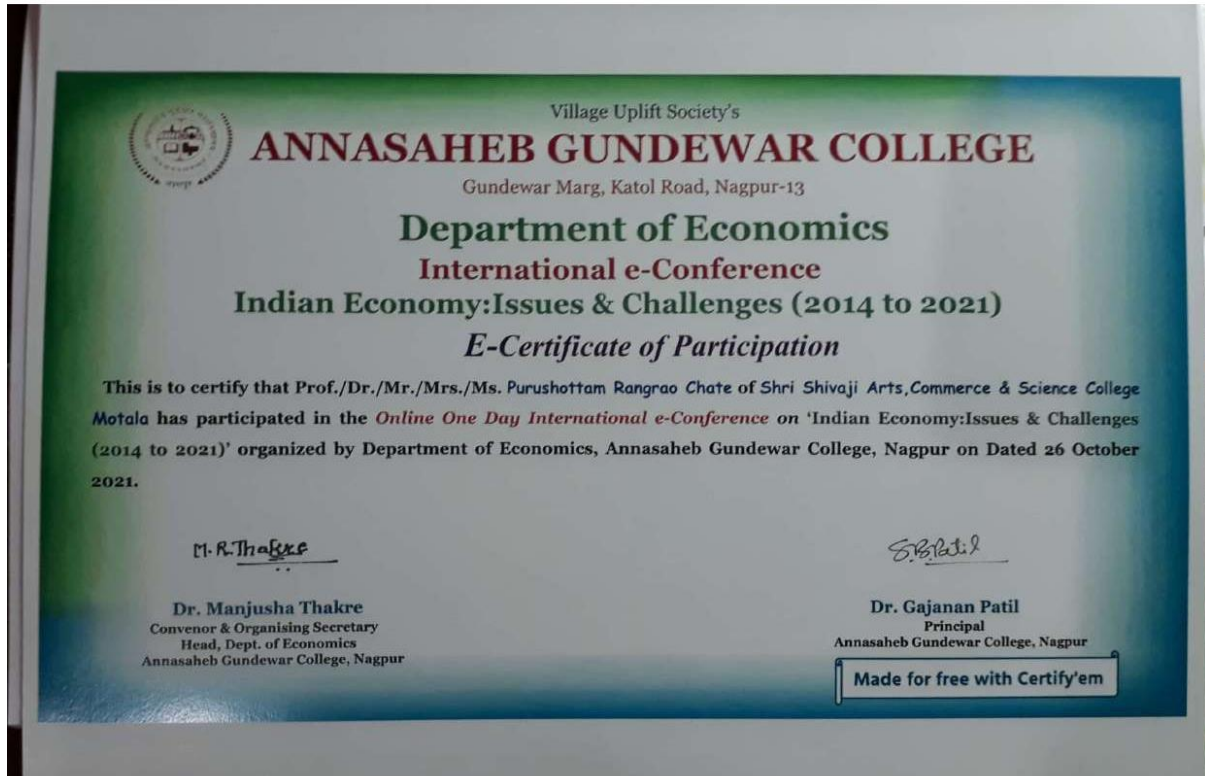 Village Uplift Society's
ANNASAHEB GUNDEWAR COLLEGE
Gundewar Marg, Katol Road, Nagpur-13
Department of Economics
International e-Conference
Indian Economy:Issues & Challenges (2014 to 2021)
E-Certificate of Participation
This is to certify that Prof./Dr./Mr./Mrs./Ms. Purushottam Rangrao Chate of Shri Shivaji Arts,Commerce & Science College
Motala has participated in the Online One Day International e-Conference on ‘Indian Economy:Issues & Challenges
(2014 to 2021)’ organized by Department of Economics, Annasaheb Gundewar College, Nagpur on Dated 26 October
2021.
M.R.Thakre
Dr. Manjusha Thakre
Convenor & Organising Secretary
Head, Dept. of Economics
Annasaheb Gundewar College, Nagpur
Dr. Gajanan Patil
Principal
Annasaheb Gundewar College, Nagpur
Made for free with Certify'em